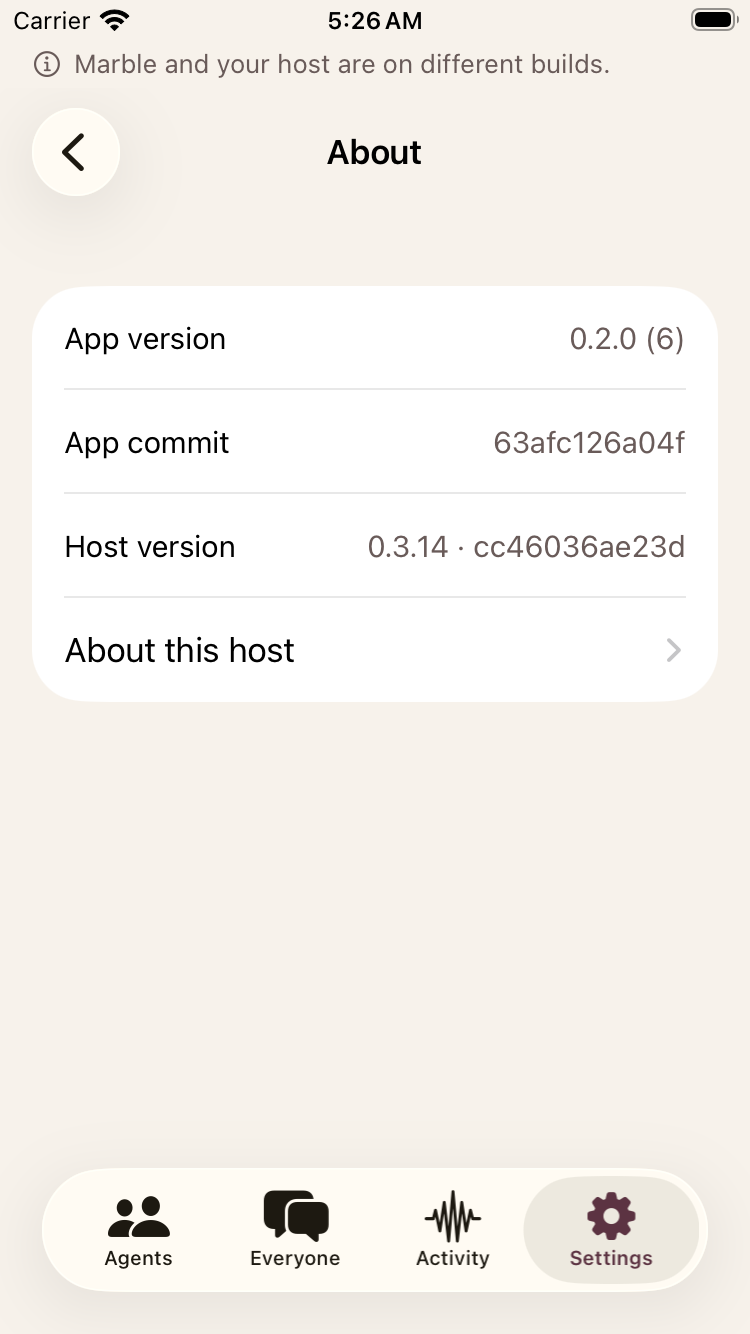 Carrier 5:26 AM
Marble and your host are on different builds.
About
App version 0.2.0 (6)
App commit 63afc126a04f
Host version 0.3.14 · cc46036ae23d
About this host
Agents Everyone Activity Settings